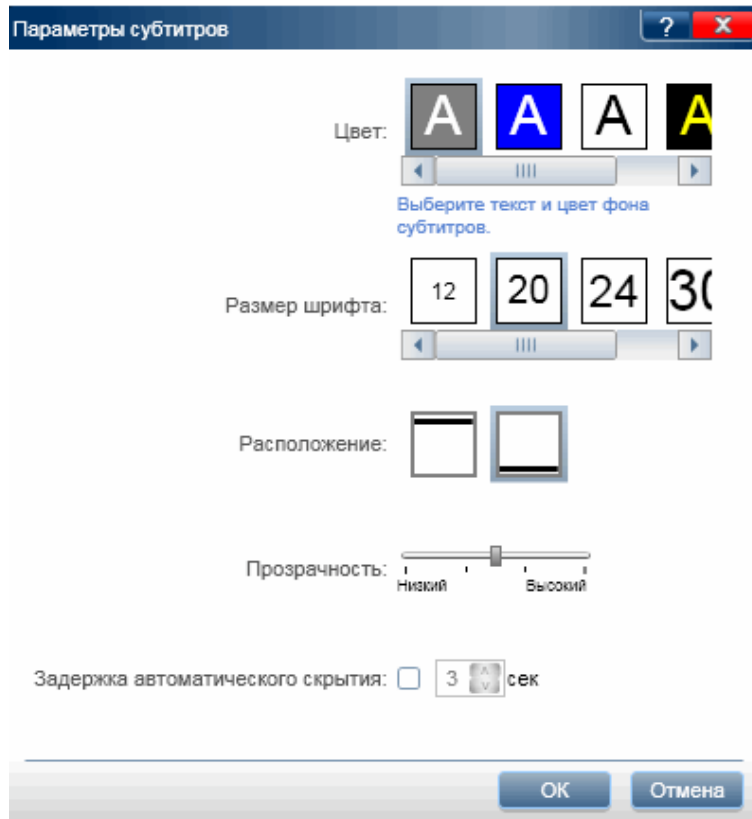 Параметры субтитров ? X
Цвет: A A A A
Выберите текст и цвет фона
субтитров.
Размер шрифта: 12 20 24
Расположение:
Прозрачность:
Низкий Высокий
Задержка автоматического скрытия: 3 сек
ОК Отмена